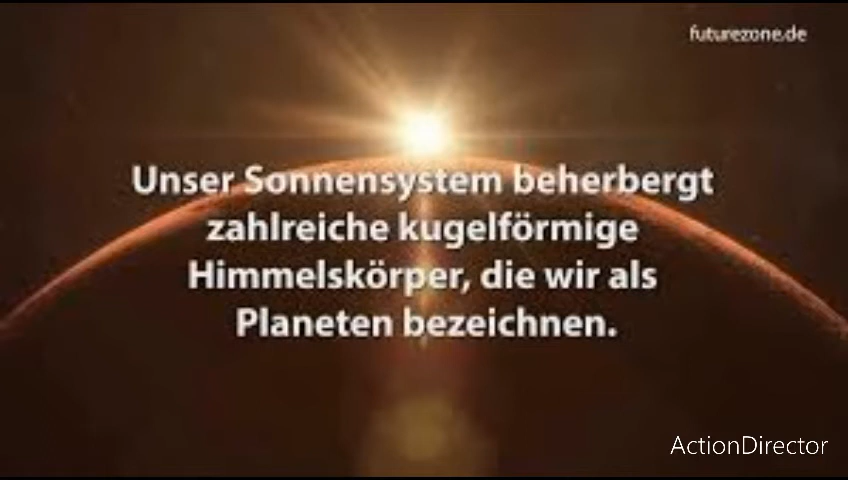 futurezone.de
Unser Sonnensystem beherbergt
zahlreiche kugelförmige
Himmelskörper, die wir als
Planeten bezeichnen.
ActionDirector